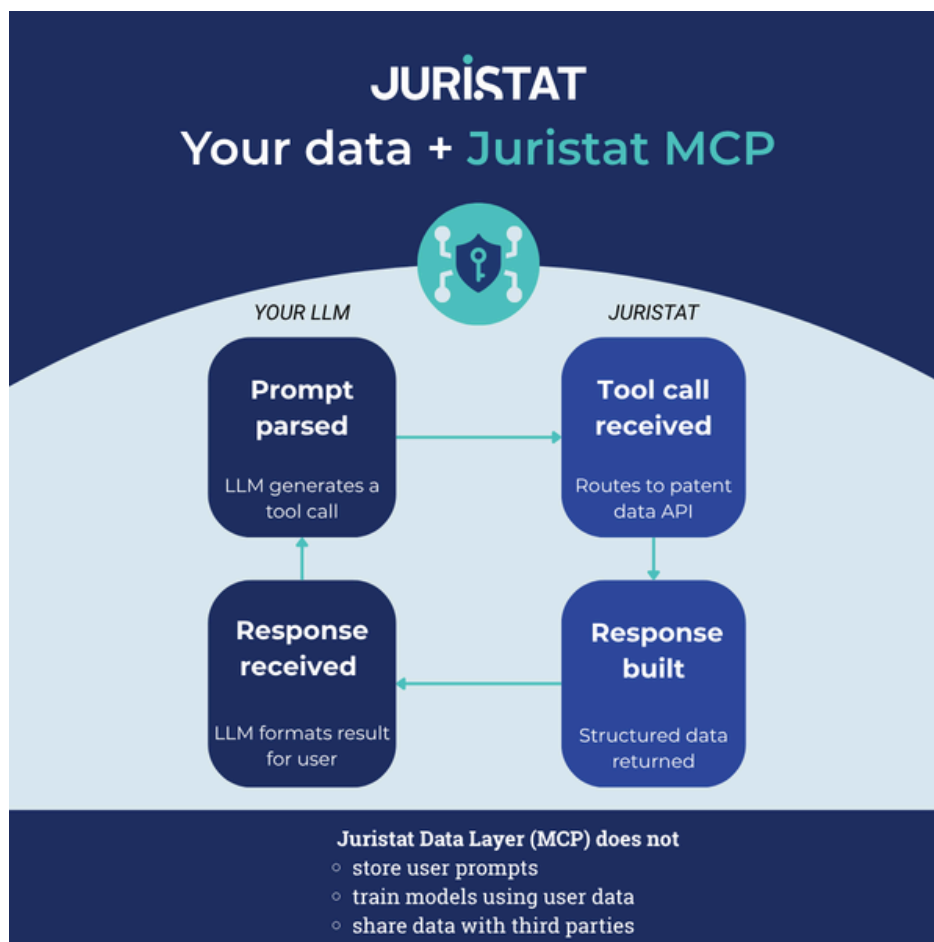 JURISTAT
Your data + Juristat MCP
YOUR LLM
JURISTAT
Prompt
parsed
LLM generates a
tool call
Tool call
received
Routes to patent
data API
Response
received
LLM formats result
for user
Response
built
Structured data
returned
Juristat Data Layer (MCP) does not
○ store user prompts
○ train models using user data
○ share data with third parties